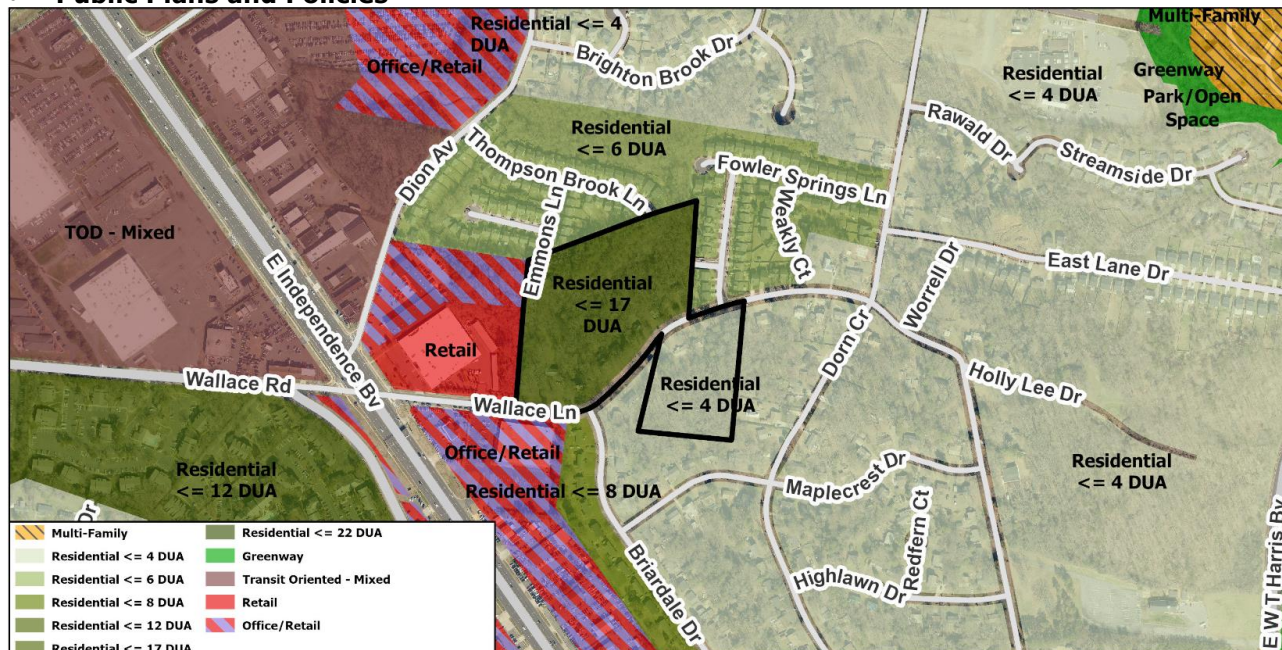 Public Plans and Policies
Multi-Family
Residential <= 4
DUA
Office/Retail
Brighton Brook Dr
Residential
<= 4 DUA
Greenway
Park/Open
Space
Rawald Dr
Streamside Dr
Residential
<= 6 DUA
Dion Av
Thompson Brook Ln
Fowler Springs Ln
Weakly Ct
Emmons Ln
TOD - Mixed
E Independence Bv
East Lane Dr
Worrell Dr
Residential
<= 17
DUA
Retail
Dorn Cr
Wallace Rd
Wallace Ln
Residential
<= 4 DUA
Holly Lee Dr
Office/Retail
Residential
<= 12 DUA
Residential <= 8 DUA
Maplecrest Dr
Residential
<= 4 DUA
Redfern Ct
Highlawn Dr
Briardale Dr
E W T Harris Bv
Dr
Multi-Family
Residential <= 4 DUA
Residential <= 6 DUA
Residential <= 8 DUA
Residential <= 12 DUA
Residential <= 17 DUA
Residential <= 22 DUA
Greenway
Transit Oriented - Mixed
Retail
Office/Retail